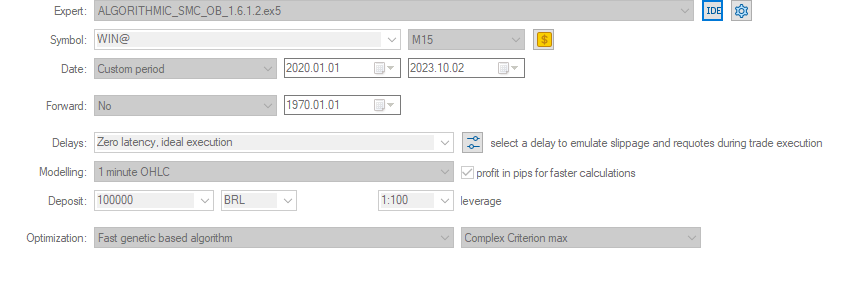 Expert: ALGORITHMIC_SMC_OB_1.6.1.2.ex5 IDE
Symbol: WIN@ M15 $
Date: Custom period 2020.01.01 2023.10.02
Forward: No 1970.01.01
Delays: Zero latency, ideal execution select a delay to emulate slippage and requotes during trade execution
Modelling: 1 minute OHLC profit in pips for faster calculations
Deposit: 100000 BRL 1:100 leverage
Optimization: Fast genetic based algorithm Complex Criterion max